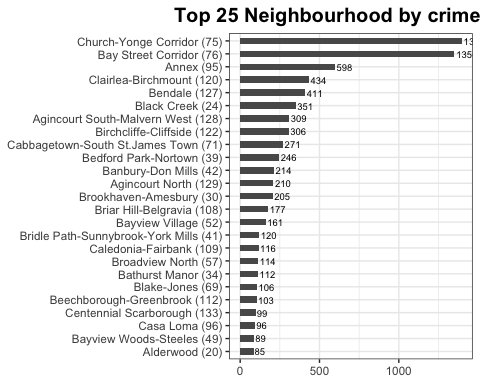 Top 25 Neighbourhood by crime
Church-Yonge Corridor (75)
Bay Street Corridor (76) 135
Annex (95) 598
Clairlea-Birchmount (120) 434
Bendale (127) 411
Black Creek (24) 351
Agincourt South-Malvern West (128) 309
Birchcliffe-Cliffside (122) 306
Cabbagetown-South St.James Town (71) 271
Bedford Park-Nortown (39) 246
Banbury-Don Mills (42) 214
Agincourt North (129) 210
Brookhaven-Amesbury (30) 205
Briar Hill-Belgravia (108) 177
Bayview Village (52) 161
Bridle Path-Sunnybrook-York Mills (41) 120
Caledonia-Fairbank (109) 116
Broadview North (57) 114
Bathurst Manor (34) 112
Blake-Jones (69) 106
Beechborough-Greenbrook (112) 103
Centennial Scarborough (133) 99
Casa Loma (96) 96
Bayview Woods-Steeles (49) 89
Alderwood (20) 85
0 500 1000